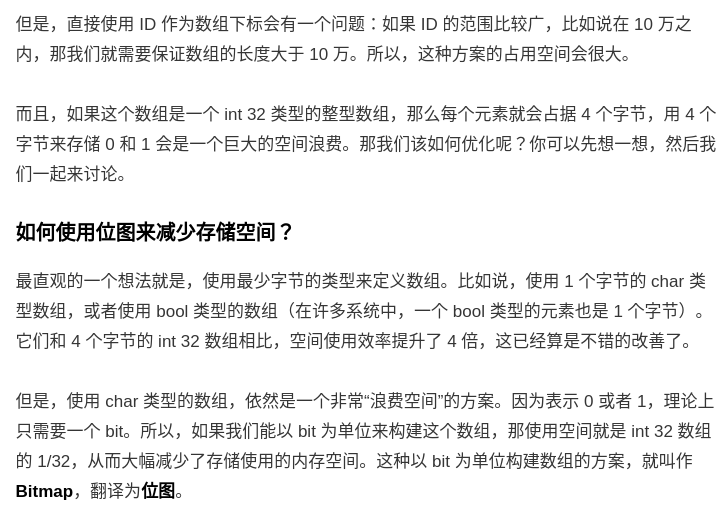 但是，直接使用 ID 作为数组下标会有一个问题：如果 ID 的范围比较广，比如说在 10 万之
内，那我们就需要保证数组的长度大于 10 万。所以，这种方案的占用空间会很大。
而且，如果这个数组是一个 int 32 类型的整型数组，那么每个元素就会占据 4 个字节，用 4 个
字节来存储 0 和 1 会是一个巨大的空间浪费。那我们该如何优化呢？你可以先想一想，然后我
们一起来讨论。
如何使用位图来减少存储空间？
最直观的一个想法就是，使用最少字节的类型来定义数组。比如说，使用 1 个字节的 char 类
型数组，或者使用 bool 类型的数组（在许多系统中，一个 bool 类型的元素也是 1 个字节）。
它们和 4 个字节的 int 32 数组相比，空间使用效率提升了 4 倍，这已经算是不错的改善了。
但是，使用 char 类型的数组，依然是一个非常“浪费空间”的方案。因为表示 0 或者 1，理论上
只需要一个 bit。所以，如果我们能以 bit 为单位来构建这个数组，那使用空间就是 int 32 数组
的 1/32，从而大幅减少了存储使用的内存空间。这种以 bit 为单位构建数组的方案，就叫作
Bitmap，翻译为位图。